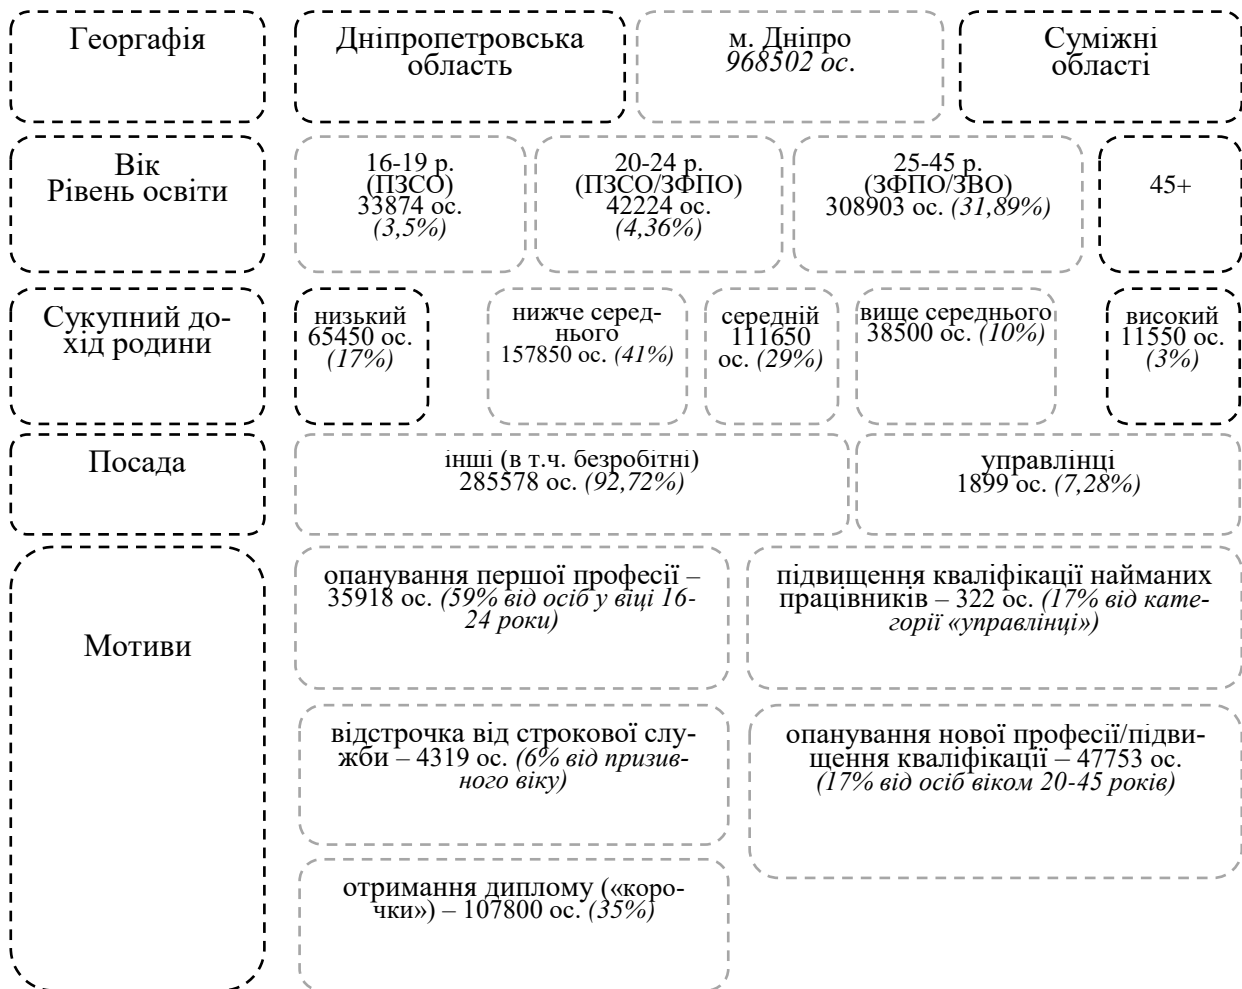 Георгафія
Дніпропетровська
область
м. Дніпро
968502 ос.
Суміжні
області
Вік
Рівень освіти
16-19 р.
(ПЗСО)
33874 ос.
(3,5%)
20-24 р.
(ПЗСО/ЗФПО)
42224 ос.
(4,36%)
25-45 р.
(ЗФПО/ЗВО)
308903 ос. (31,89%)
45+
Сукупний до-
хід родини
низький
65450 ос.
(17%)
нижче серед-
нього
157850 ос. (41%)
середній
111650
ос. (29%)
вище середнього
38500 ос. (10%)
високий
11550 ос.
(3%)
Посада
інші (в т.ч. безробітні)
285578 ос. (92,72%)
управлінці
1899 ос. (7,28%)
Мотиви
опанування першої професії –
35918 ос. (59% від осіб у віці 16-
24 роки)
підвищення кваліфікації найманих
працівників – 322 ос. (17% від кате-
горії «управлінці»)
відстрочка від строкової слу-
жби – 4319 ос. (6% від призив-
ного віку)
опанування нової професії/підви-
щення кваліфікації – 47753 ос.
(17% від осіб віком 20-45 років)
отримання диплому («коро-
чки») – 107800 ос. (35%)